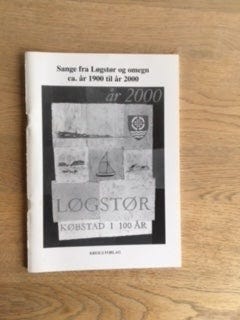 Sange fra Løgstør og omegn
ca. år 1900 til år 2000
år 2000
LØGSTØR
KØBSTAD I 100 ÅR